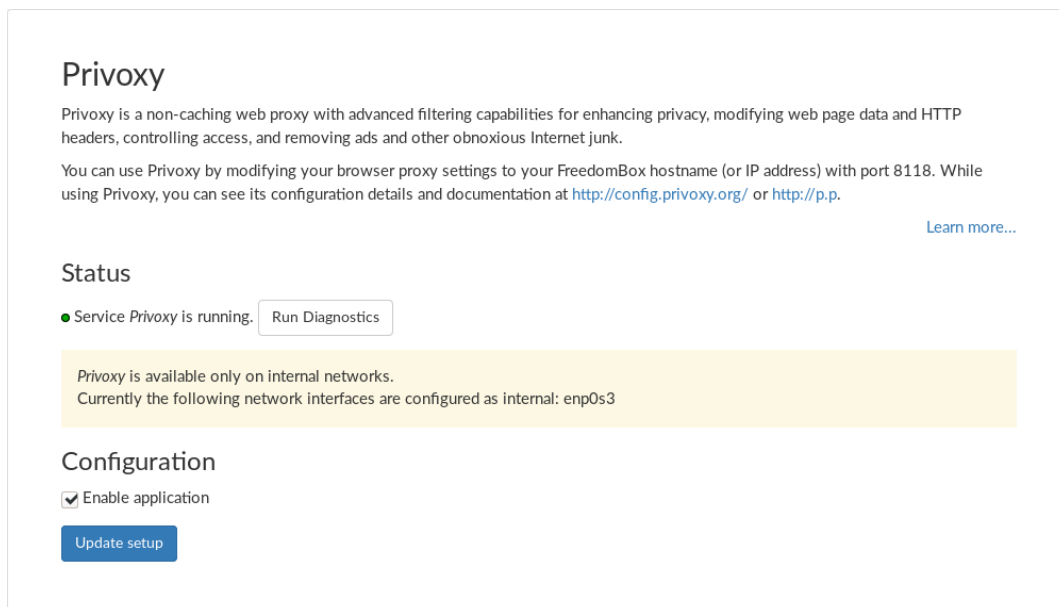 Privoxy
Privoxy is a non-caching web proxy with advanced filtering capabilities for enhancing privacy, modifying web page data and HTTP
headers, controlling access, and removing ads and other obnoxious Internet junk.
You can use Privoxy by modifying your browser proxy settings to your FreedomBox hostname (or IP address) with port 8118. While
using Privoxy, you can see its configuration details and documentation at http://config.privoxy.org/ or http://p.p.
Learn more...
Status
Service Privoxy is running. Run Diagnostics
Privoxy is available only on internal networks.
Currently the following network interfaces are configured as internal: enp0s3
Configuration
Enable application
Update setup